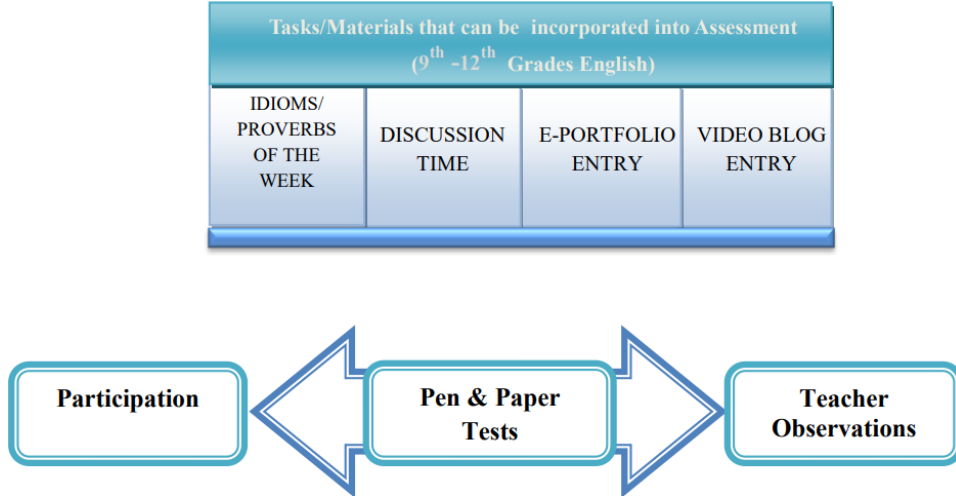 Tasks/Materials that can be incorporated into Assessment
(9th -12th Grades English)
IDIOMS/
PROVERBS
OF THE
WEEK
DISCUSSION
TIME
E-PORTFOLIO
ENTRY
VIDEO BLOG
ENTRY
Participation
Pen & Paper
Tests
Teacher
Observations